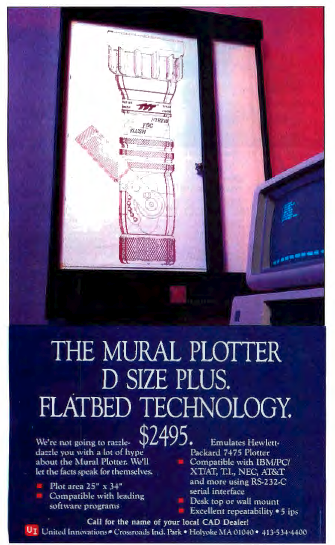 FLUSH
FOG
STREAM
THE MURAL PLOTTER
D SIZE PLUS.
FLATBED TECHNOLOGY.
$2495.
We're not going to razzle-
dazzle you with a lot of hype
about the Mural Plotter. We'll
let the facts speak for themselves.
Plot area 25" x 34"
Compatible with leading
software programs
Emulates Hewlett-
Packard 7475 Plotter
Compatible with IBM/PC/
XT/AT, T.I., NEC, AT&T
and more using RS-232-C
serial interface
Desk top or wall mount
Excellent repeatability • 5 ips
Call for the name of your local CAD Dealer!
UI United Innovations • Crossroads Ind. Park • Holyoke MA 01040 • 413-534-4400